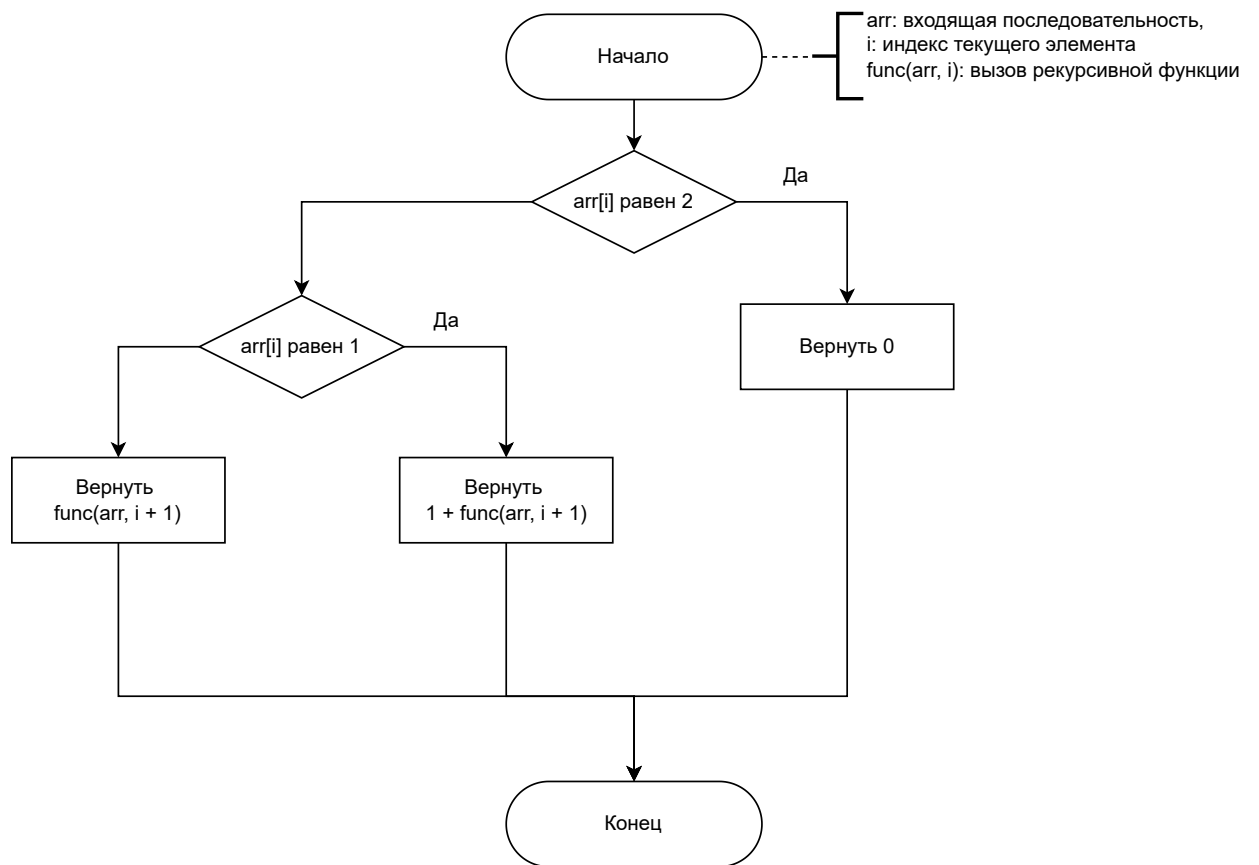 Начало
arr: входящая последовательность,
i: индекс текущего элемента
func(arr, i): вызов рекурсивной функции
Да
arr[i] равен 2
Да
arr[i] равен 1
Вернуть 0
Вернуть
func(arr, i + 1)
Вернуть
1 + func(arr, i + 1)
Конец